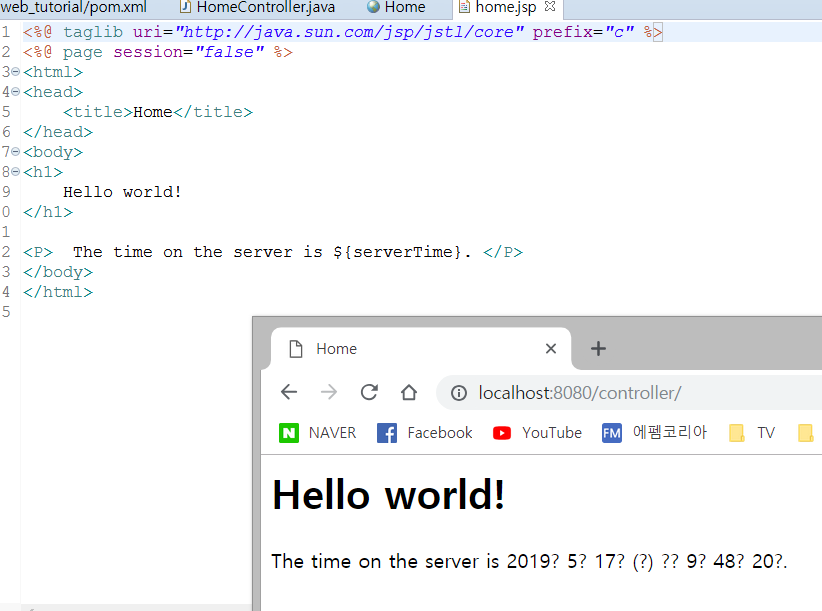 web_tutorial/pom.xml HomeController.java Home home.jsp
1 <%@ taglib uri="http://java.sun.com/jsp/jstl/core" prefix="c" %>
2 <%@ page session="false" %>
3 <html>
4 <head>
5 <title>Home</title>
6 </head>
7 <body>
8 <h1>
9 Hello world!
0 </h1>
1
2 <P>  The time on the server is ${serverTime}. </P>
3 </body>
4 </html>
5
Home
localhost:8080/controller/
N NAVER Facebook YouTube FM 에펨코리아 TV
Hello world!
The time on the server is 2019? 5? 17? (?) ?? 9? 48? 20?.